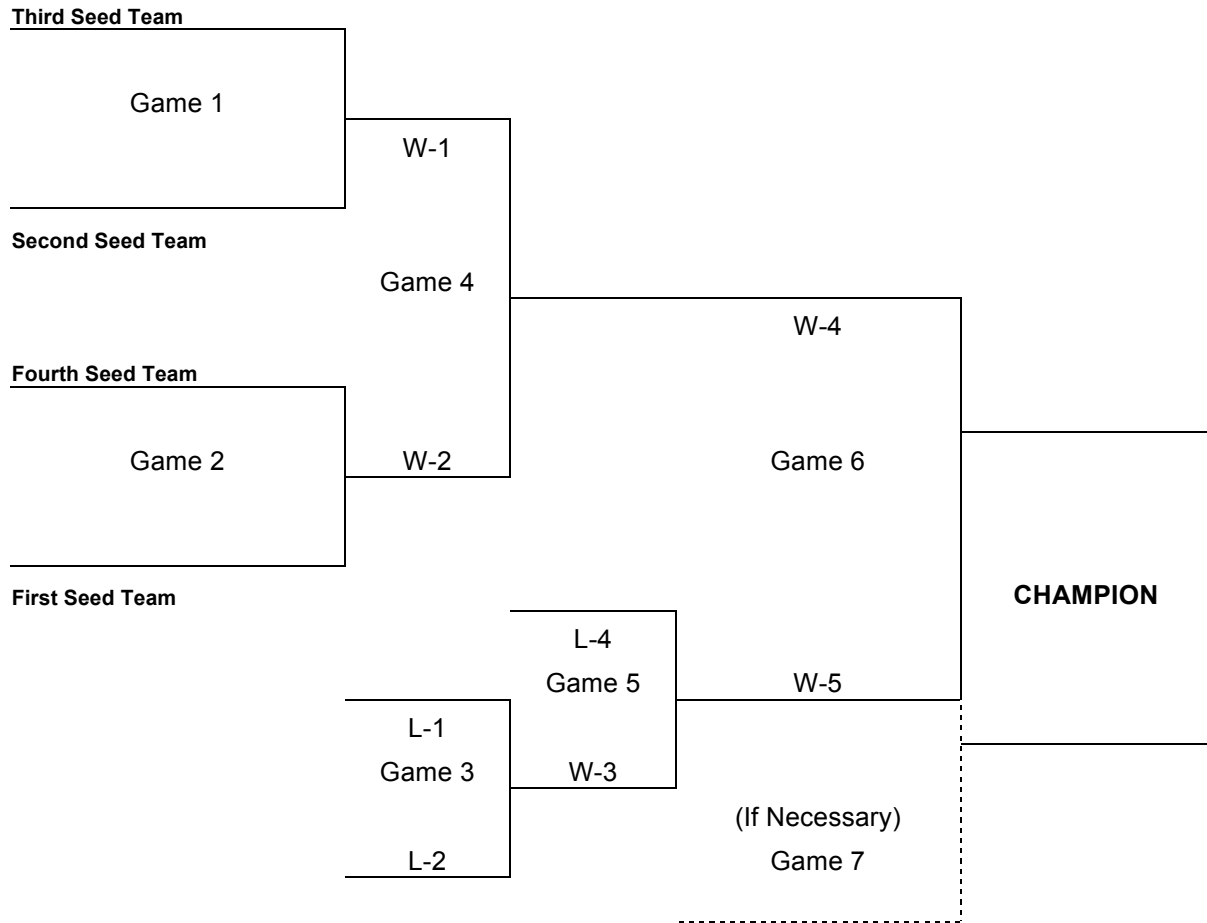 Third Seed Team
Game 1
W-1
Second Seed Team
Game 4
W-4
Fourth Seed Team
Game 2
W-2
Game 6
First Seed Team
CHAMPION
L-4
Game 5
W-5
L-1
Game 3
W-3
(If Necessary)
Game 7
L-2